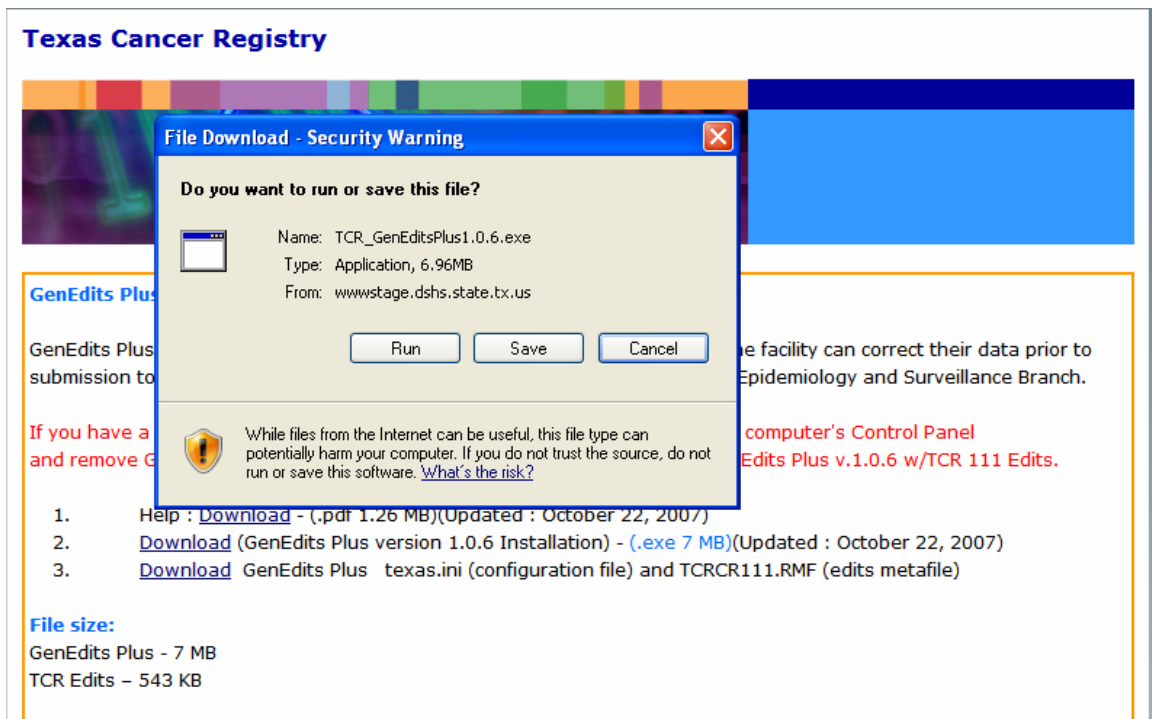 Texas Cancer Registry
File Download - Security Warning
Do you want to run or save this file?
Name: TCR_GenEditsPlus1.0.6.exe
Type: Application, 6.96MB
From: wwwstage.dshs.state.tx.us
Run Save Cancel
While files from the Internet can be useful, this file type can
potentially harm your computer. If you do not trust the source, do not
run or save this software. What's the risk?
GenEdits Plus
GenEdits Plus facility can correct their data prior to
submission to Epidemiology and Surveillance Branch.
If you have a computer's Control Panel
and remove G Edits Plus v.1.0.6 w/TCR 111 Edits.
1. Help : Download - (.pdf 1.26 MB)(Updated : October 22, 2007)
2. Download (GenEdits Plus version 1.0.6 Installation) - (.exe 7 MB)(Updated : October 22, 2007)
3. Download GenEdits Plus texas.ini (configuration file) and TCRCR111.RMF (edits metafile)
File size:
GenEdits Plus - 7 MB
TCR Edits – 543 KB